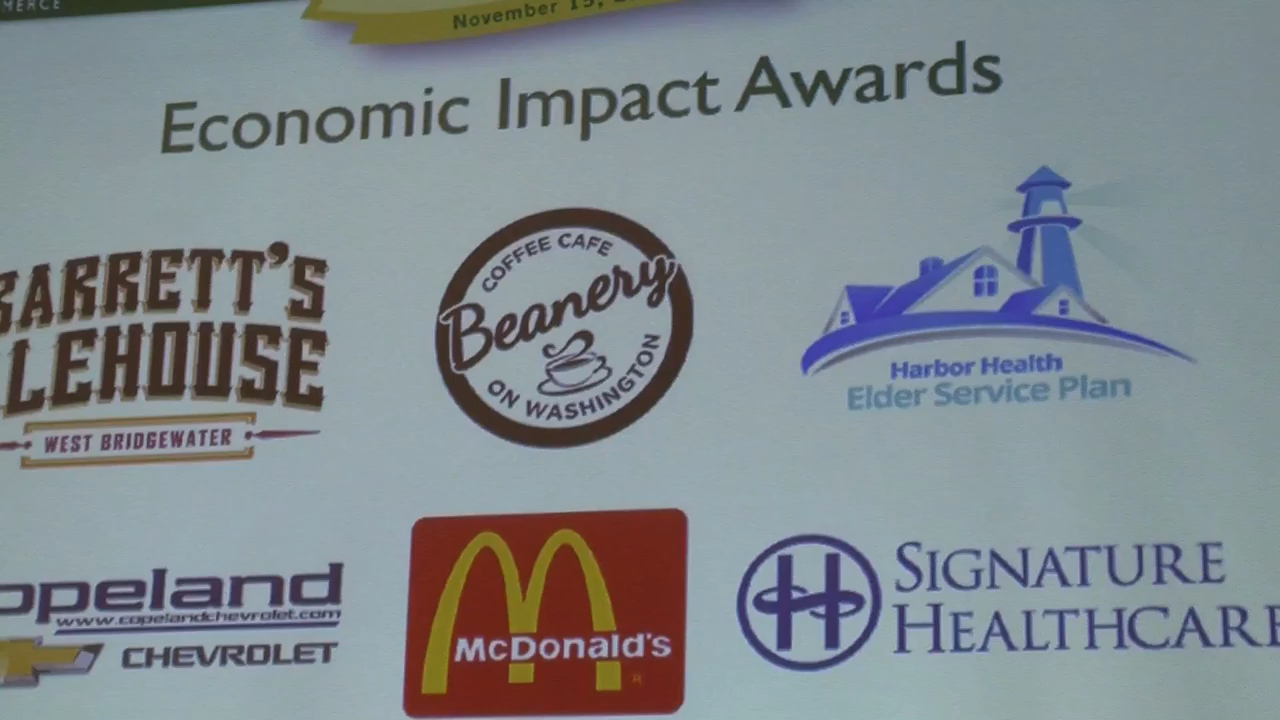 November 15,
Economic Impact Awards
BARRETT'S
LEHOUSE
WEST BRIDGEWATER
COFFEE CAFE
Beanery
ON WASHINGTON
Harbor Health
Elder Service Plan
opeland
www.copelandchevrolet.com
CHEVROLET
McDonald's
®
SIGNATURE
HEALTHCARE